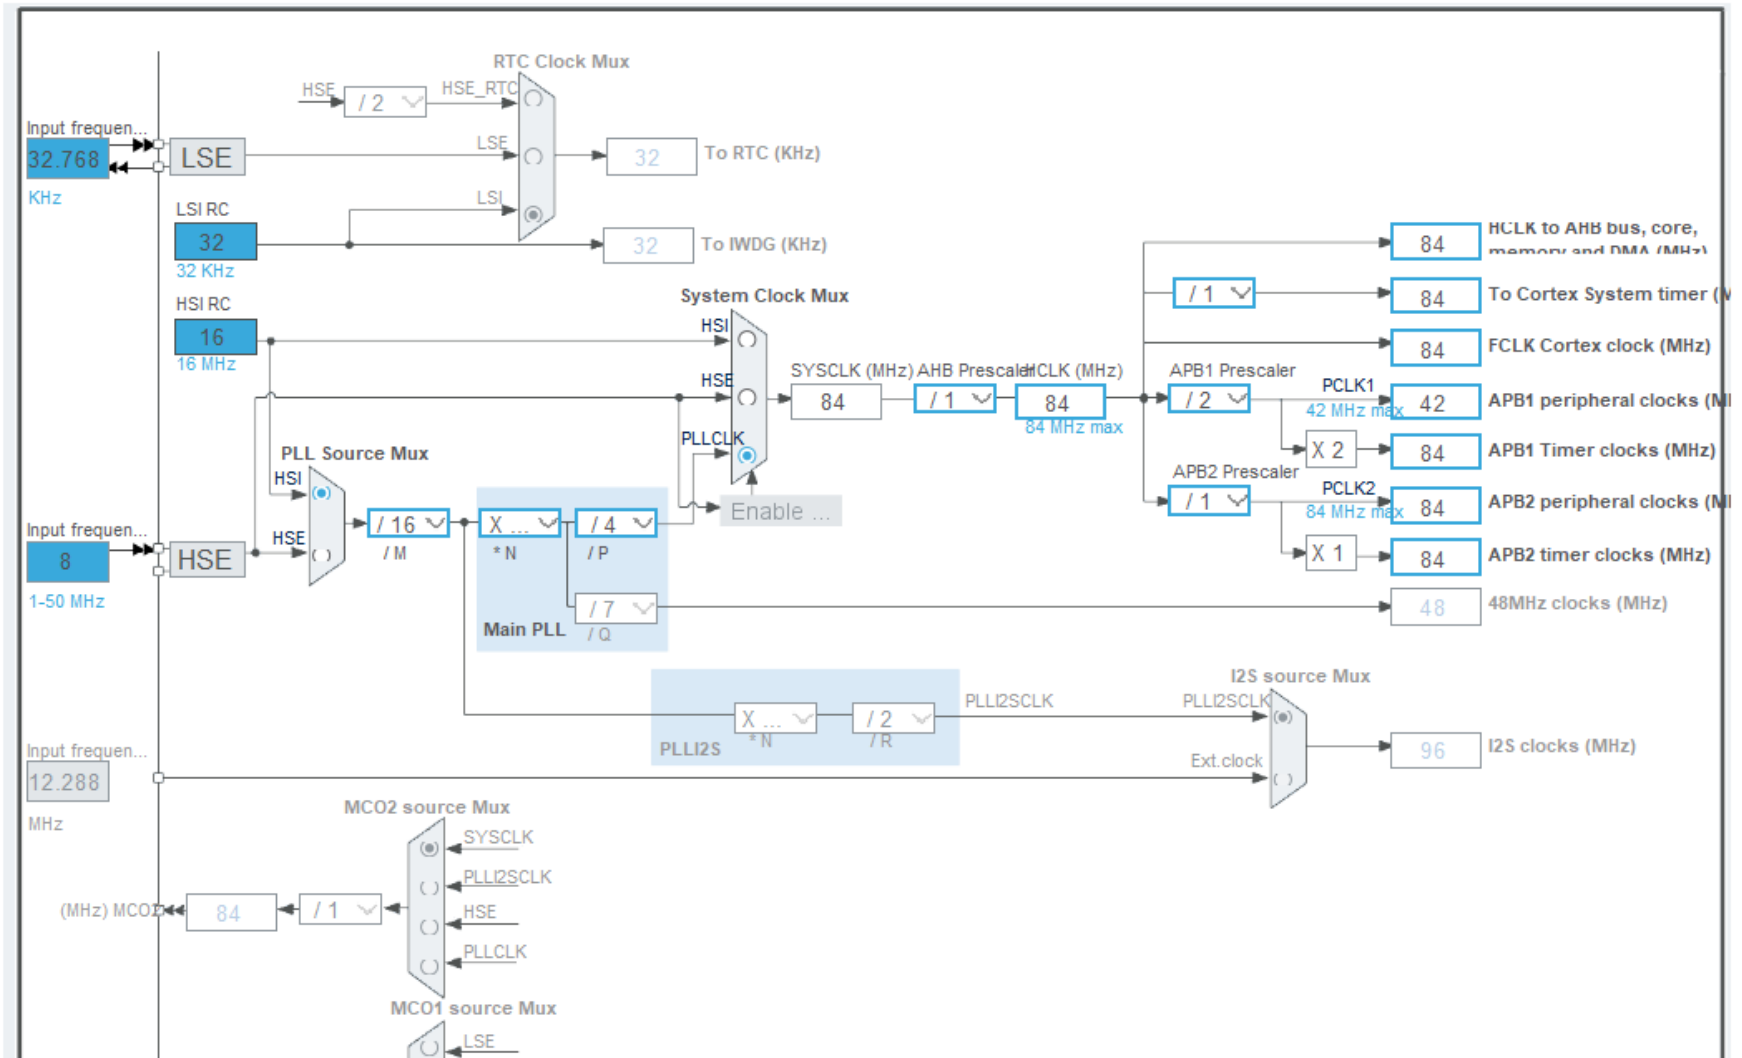 RTC Clock Mux
HSE
/ 2
HSE_RTC
Input frequen...
32.768
KHz
LSE
LSE
32
To RTC (KHz)
LSI
LSI RC
32
32 KHz
32
To IWDG (KHz)
HSI RC
16
16 MHz
System Clock Mux
HSI
HSE
PLLCLK
SYSCLK (MHz)
84
AHB Prescaler
/ 1
HCLK (MHz)
84
84 MHz max
84
HCLK to AHB bus, core,
memory and DMA (MHz)
/ 1
84
To Cortex System timer (M
84
FCLK Cortex clock (MHz)
APB1 Prescaler
/ 2
PCLK1
42 MHz max
42
APB1 peripheral clocks (M
X 2
84
APB1 Timer clocks (MHz)
APB2 Prescaler
/ 1
PCLK2
84 MHz max
84
APB2 peripheral clocks (M
X 1
84
APB2 timer clocks (MHz)
PLL Source Mux
HSI
HSE
Input frequen...
8
1-50 MHz
HSE
/ 16
/ M
X ...
* N
/ 4
/ P
Enable ...
/ 7
/ Q
Main PLL
48
48MHz clocks (MHz)
X ...
* N
/ 2
/ R
PLLI2S
PLLI2SCLK
I2S source Mux
PLLI2SCLK
Ext.clock
96
I2S clocks (MHz)
Input frequen...
12.288
MHz
MCO2 source Mux
SYSCLK
PLLI2SCLK
HSE
PLLCLK
(MHz) MCO2
84
/ 1
MCO1 source Mux
LSE